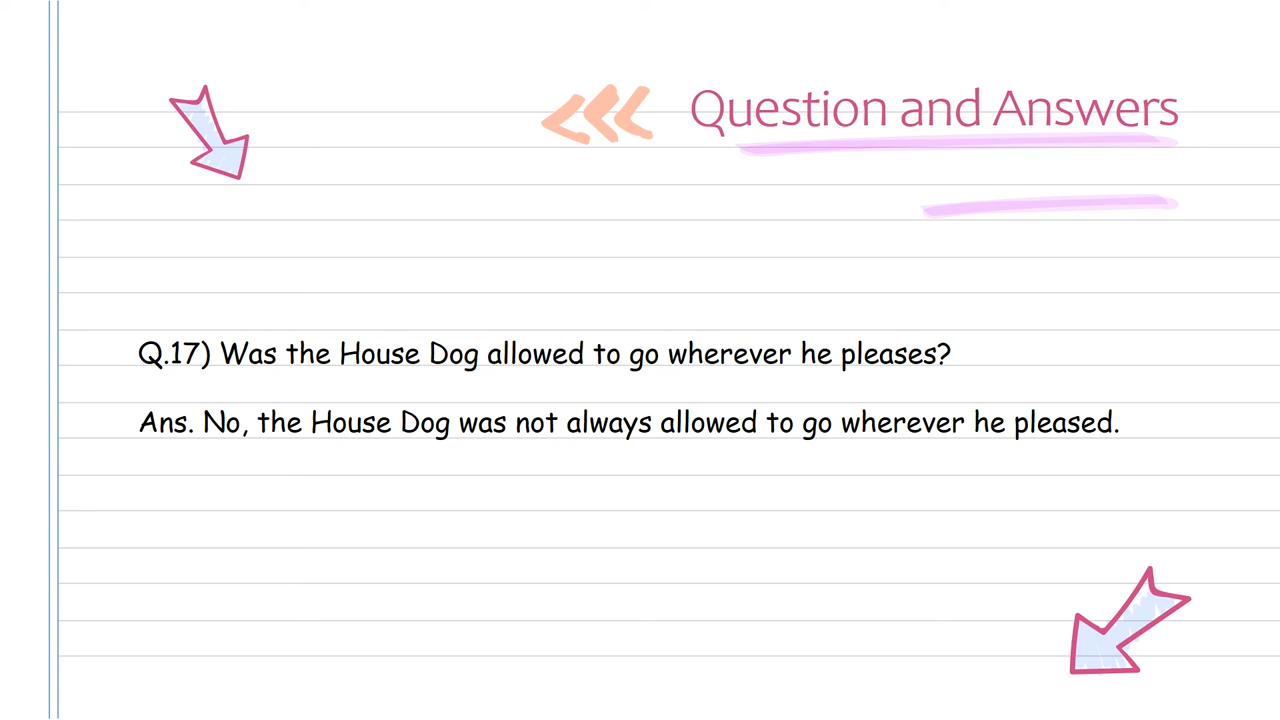 Question and Answers
Q.17) Was the House Dog allowed to go wherever he pleases?
Ans. No, the House Dog was not always allowed to go wherever he pleased.